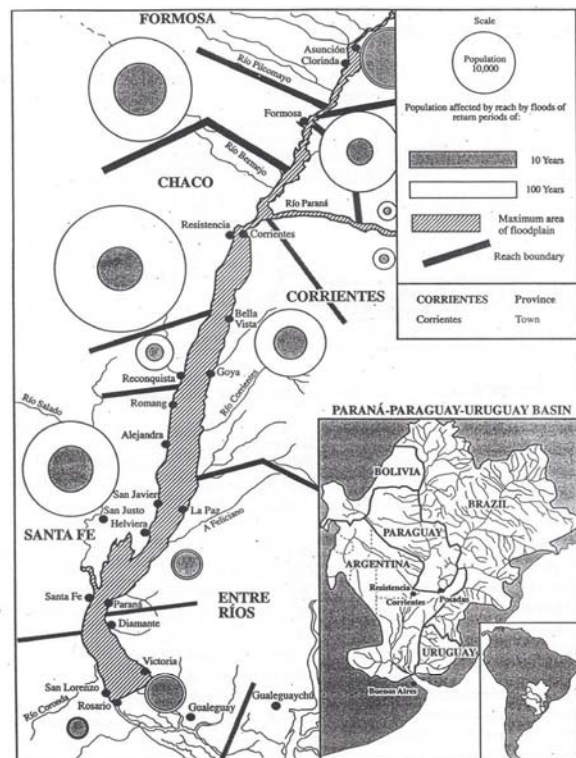 FORMOSA
Asunción
Clorinda
Río Pilcomayo
Formosa
Río Bermejo
CHACO
Río Paraná
Resistencia
Corrientes
CORRIENTES
Bella
Vista
Reconquista
Goya
Romang
Río Corrientes
Río Salado
Alejandra
San Javier
San Justo
Helviera
La Paz
A Feliciano
SANTA FE
ENTRE
RÍOS
Santa Fe
Paraná
Diamante
Victoria
San Lorenzo
Rosario
Río Coronda
Gualeguay
Gualeguaychú
Scale
Population
10,000
Population affected by reach by floods of
return periods of:
10 Years
100 Years
Maximum area
of floodplain
Reach boundary
CORRIENTES Province
Corrientes Town
PARANÁ-PARAGUAY-URUGUAY BASIN
BOLIVIA
BRAZIL
PARAGUAY
ARGENTINA
Resistencia
Corrientes
Posadas
URUGUAY
Buenos Aires